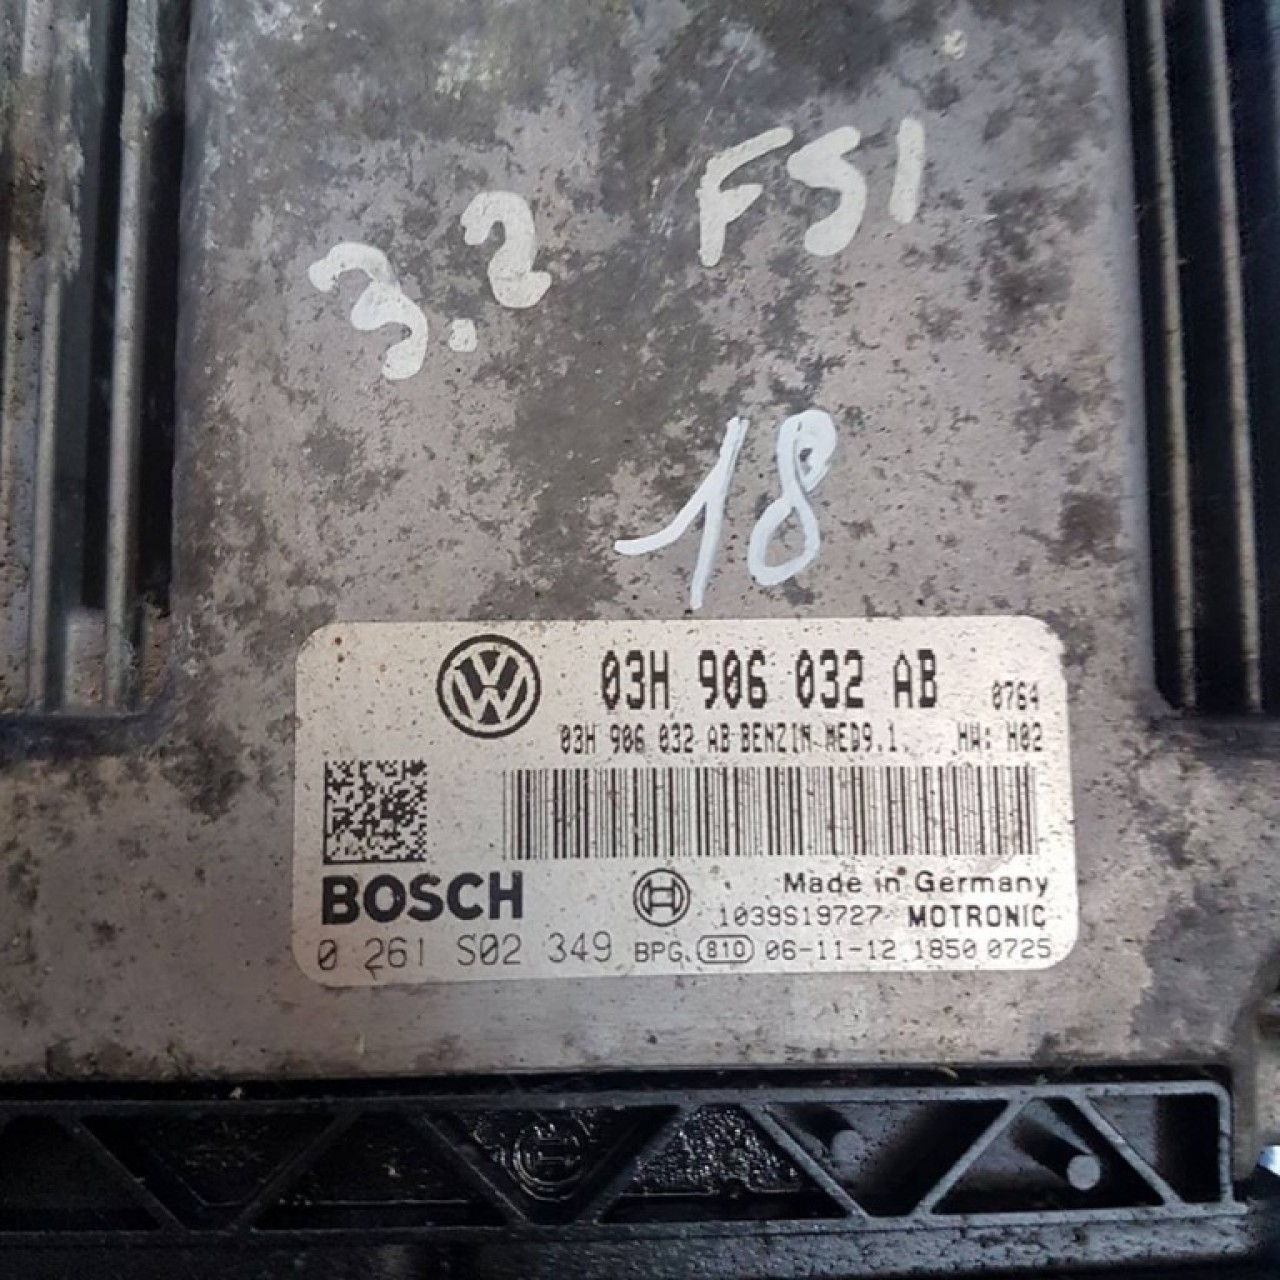 3.2 FSI
18
03H 906 032 AB 0764
03H 906 032 AB BENZIN MED9.1. HW: H02
BOSCH
Made in Germany
1039S19727 MOTRONIC
0 261 S02 349 BPG. 810 06-11-12 1850 0725